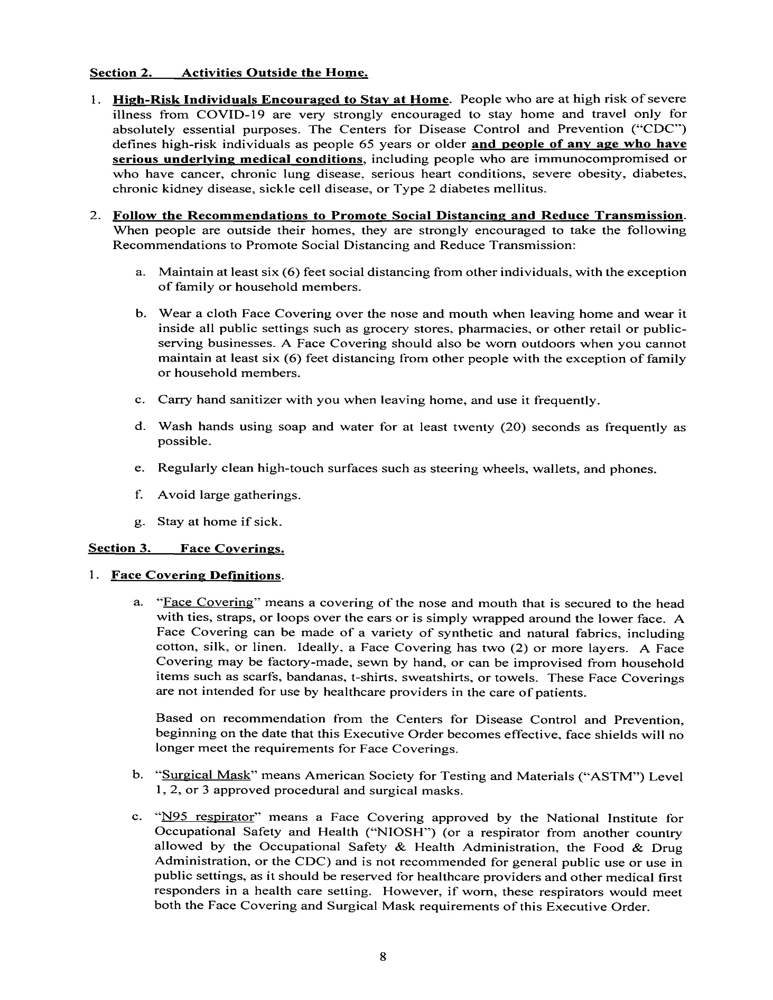 Section 2. Activities Outside the Home.
1. High-Risk Individuals Encouraged to Stay at Home. People who are at high risk of severe
illness from COVID-19 are very strongly encouraged to stay home and travel only for
absolutely essential purposes. The Centers for Disease Control and Prevention (“CDC”)
defines high-risk individuals as people 65 years or older and people of any age who have
serious underlying medical conditions, including people who are immunocompromised or
who have cancer, chronic lung disease, serious heart conditions, severe obesity, diabetes,
chronic kidney disease, sickle cell disease, or Type 2 diabetes mellitus.
2. Follow the Recommendations to Promote Social Distancing and Reduce Transmission.
When people are outside their homes, they are strongly encouraged to take the following
Recommendations to Promote Social Distancing and Reduce Transmission:
a. Maintain at least six (6) feet social distancing from other individuals, with the exception
of family or household members.
b. Wear a cloth Face Covering over the nose and mouth when leaving home and wear it
inside all public settings such as grocery stores, pharmacies, or other retail or public-
serving businesses. A Face Covering should also be worn outdoors when you cannot
maintain at least six (6) feet distancing from other people with the exception of family
or household members.
c. Carry hand sanitizer with you when leaving home, and use it frequently.
d. Wash hands using soap and water for at least twenty (20) seconds as frequently as
possible.
e. Regularly clean high-touch surfaces such as steering wheels, wallets, and phones.
f. Avoid large gatherings.
g. Stay at home if sick.
Section 3. Face Coverings.
1. Face Covering Definitions.
a. “Face Covering” means a covering of the nose and mouth that is secured to the head
with ties, straps, or loops over the ears or is simply wrapped around the lower face. A
Face Covering can be made of a variety of synthetic and natural fabrics, including
cotton, silk, or linen. Ideally, a Face Covering has two (2) or more layers. A Face
Covering may be factory-made, sewn by hand, or can be improvised from household
items such as scarfs, bandanas, t-shirts, sweatshirts, or towels. These Face Coverings
are not intended for use by healthcare providers in the care of patients.
Based on recommendation from the Centers for Disease Control and Prevention,
beginning on the date that this Executive Order becomes effective, face shields will no
longer meet the requirements for Face Coverings.
b. “Surgical Mask” means American Society for Testing and Materials (“ASTM”) Level
1, 2, or 3 approved procedural and surgical masks.
c. “N95 respirator” means a Face Covering approved by the National Institute for
Occupational Safety and Health (“NIOSH”) (or a respirator from another country
allowed by the Occupational Safety & Health Administration, the Food & Drug
Administration, or the CDC) and is not recommended for general public use or use in
public settings, as it should be reserved for healthcare providers and other medical first
responders in a health care setting. However, if worn, these respirators would meet
both the Face Covering and Surgical Mask requirements of this Executive Order.
8